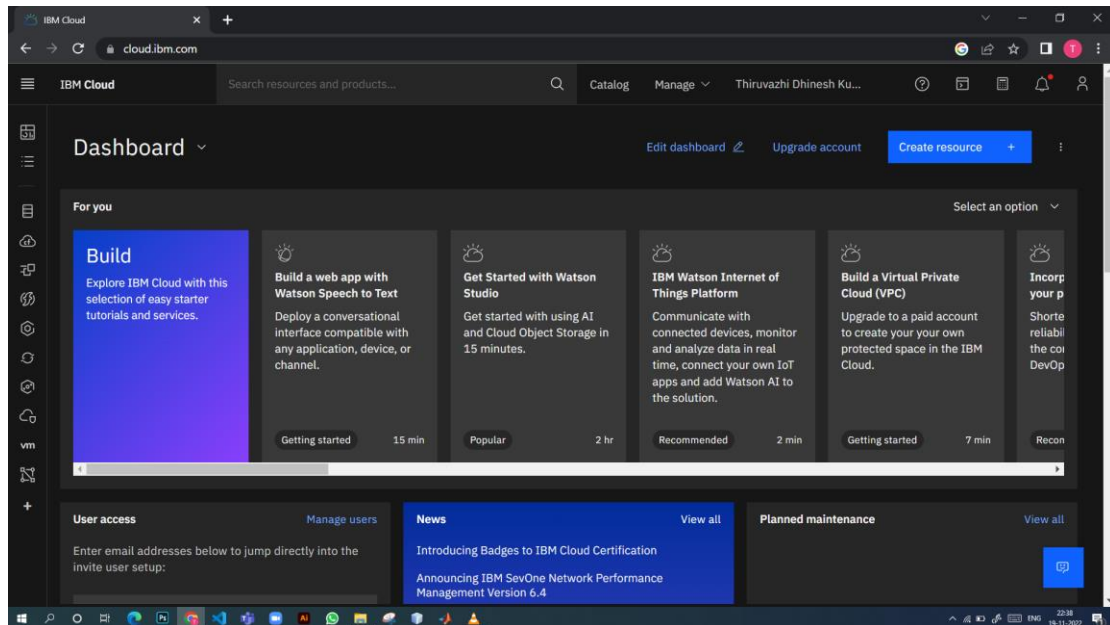 IBM Cloud
cloud.ibm.com
T
IBM Cloud
Search resources and products...
Catalog
Manage
Thiruvazhi Dhinesh Ku...
Dashboard
Edit dashboard
Upgrade account
Create resource +
For you
Select an option
Build
Explore IBM Cloud with this
selection of easy starter
tutorials and services.
Build a web app with
Watson Speech to Text
Deploy a conversational
interface compatible with
any application, device, or
channel.
Getting started
15 min
Get Started with Watson
Studio
Get started with using AI
and Cloud Object Storage in
15 minutes.
Popular
2 hr
IBM Watson Internet of
Things Platform
Communicate with
connected devices, monitor
and analyze data in real
time, connect your own IoT
apps and add Watson AI to
the solution.
Recommended
2 min
Build a Virtual Private
Cloud (VPC)
Upgrade to a paid account
to create your your own
protected space in the IBM
Cloud.
Getting started
7 min
Incorp
your p
Shorte
reliabil
the con
DevOp
Recon
vm
User access
Manage users
Enter email addresses below to jump directly into the
invite user setup:
News
View all
Introducing Badges to IBM Cloud Certification
Announcing IBM SevOne Network Performance
Management Version 6.4
Planned maintenance
View all
ENG
22:38
19-11-2022